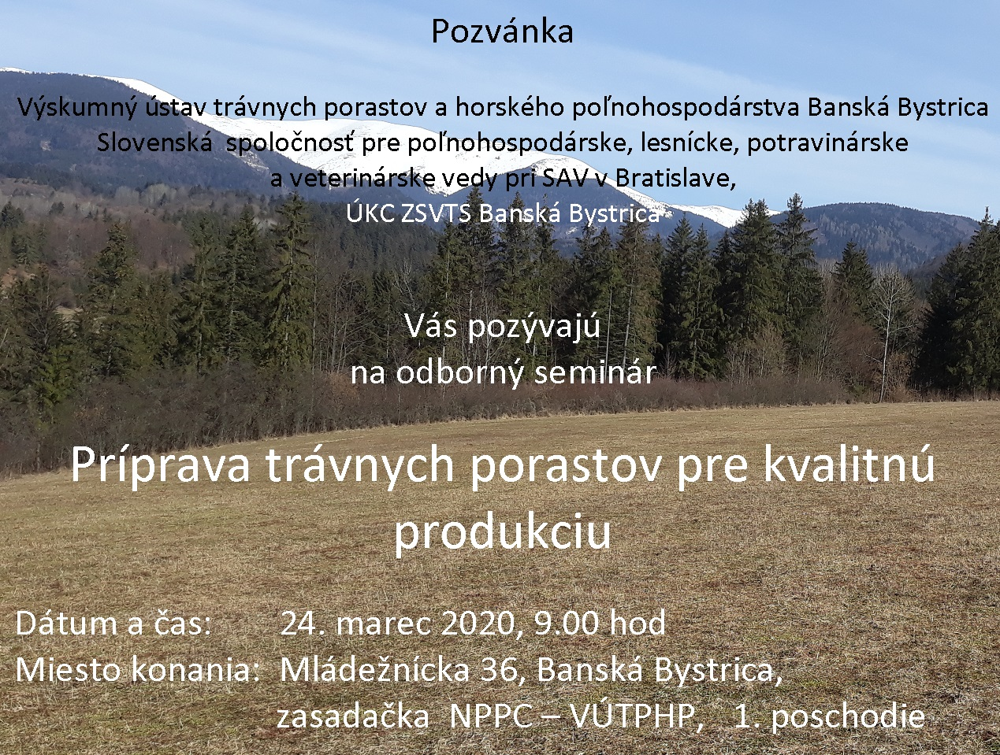 Pozvánka
Výskumný ústav trávnych porastov a horského poľnohospodárstva Banská Bystrica
Slovenská spoločnosť pre poľnohospodárske, lesnícke, potravinárske
a veterinárske vedy pri SAV v Bratislave,
ÚKC ZSVTS Banská Bystrica
Vás pozývajú
na odborný seminár
Príprava trávnych porastov pre kvalitnú
produkciu
Dátum a čas: 24. marec 2020, 9.00 hod
Miesto konania: Mládežnícka 36, Banská Bystrica,
zasadačka NPPC – VÚTPHP, 1. poschodie